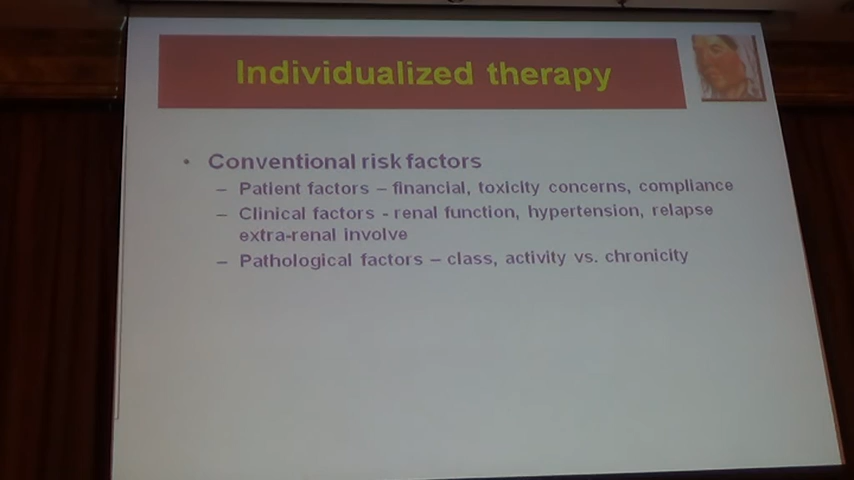 Individualized therapy
• Conventional risk factors
– Patient factors – financial, toxicity concerns, compliance
– Clinical factors - renal function, hypertension, relapse
extra-renal involve
– Pathological factors – class, activity vs. chronicity